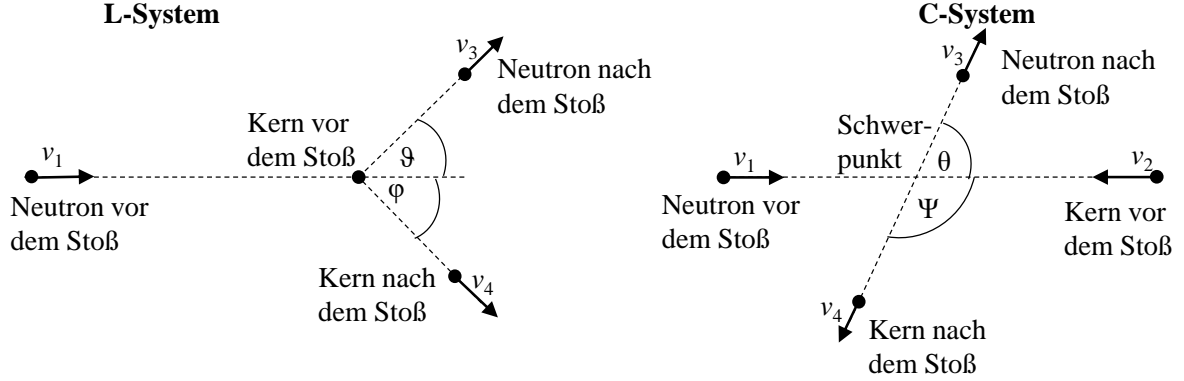 L-System
v3
Neutron nach
dem Stoß
Kern vor
dem Stoß
v1
ϑ
φ
Neutron vor
dem Stoß
Kern nach
dem Stoß
v4
C-System
v3
Neutron nach
dem Stoß
Schwer-
punkt
v1
θ
v2
Ψ
Neutron vor
dem Stoß
Kern vor
dem Stoß
v4
Kern nach
dem Stoß